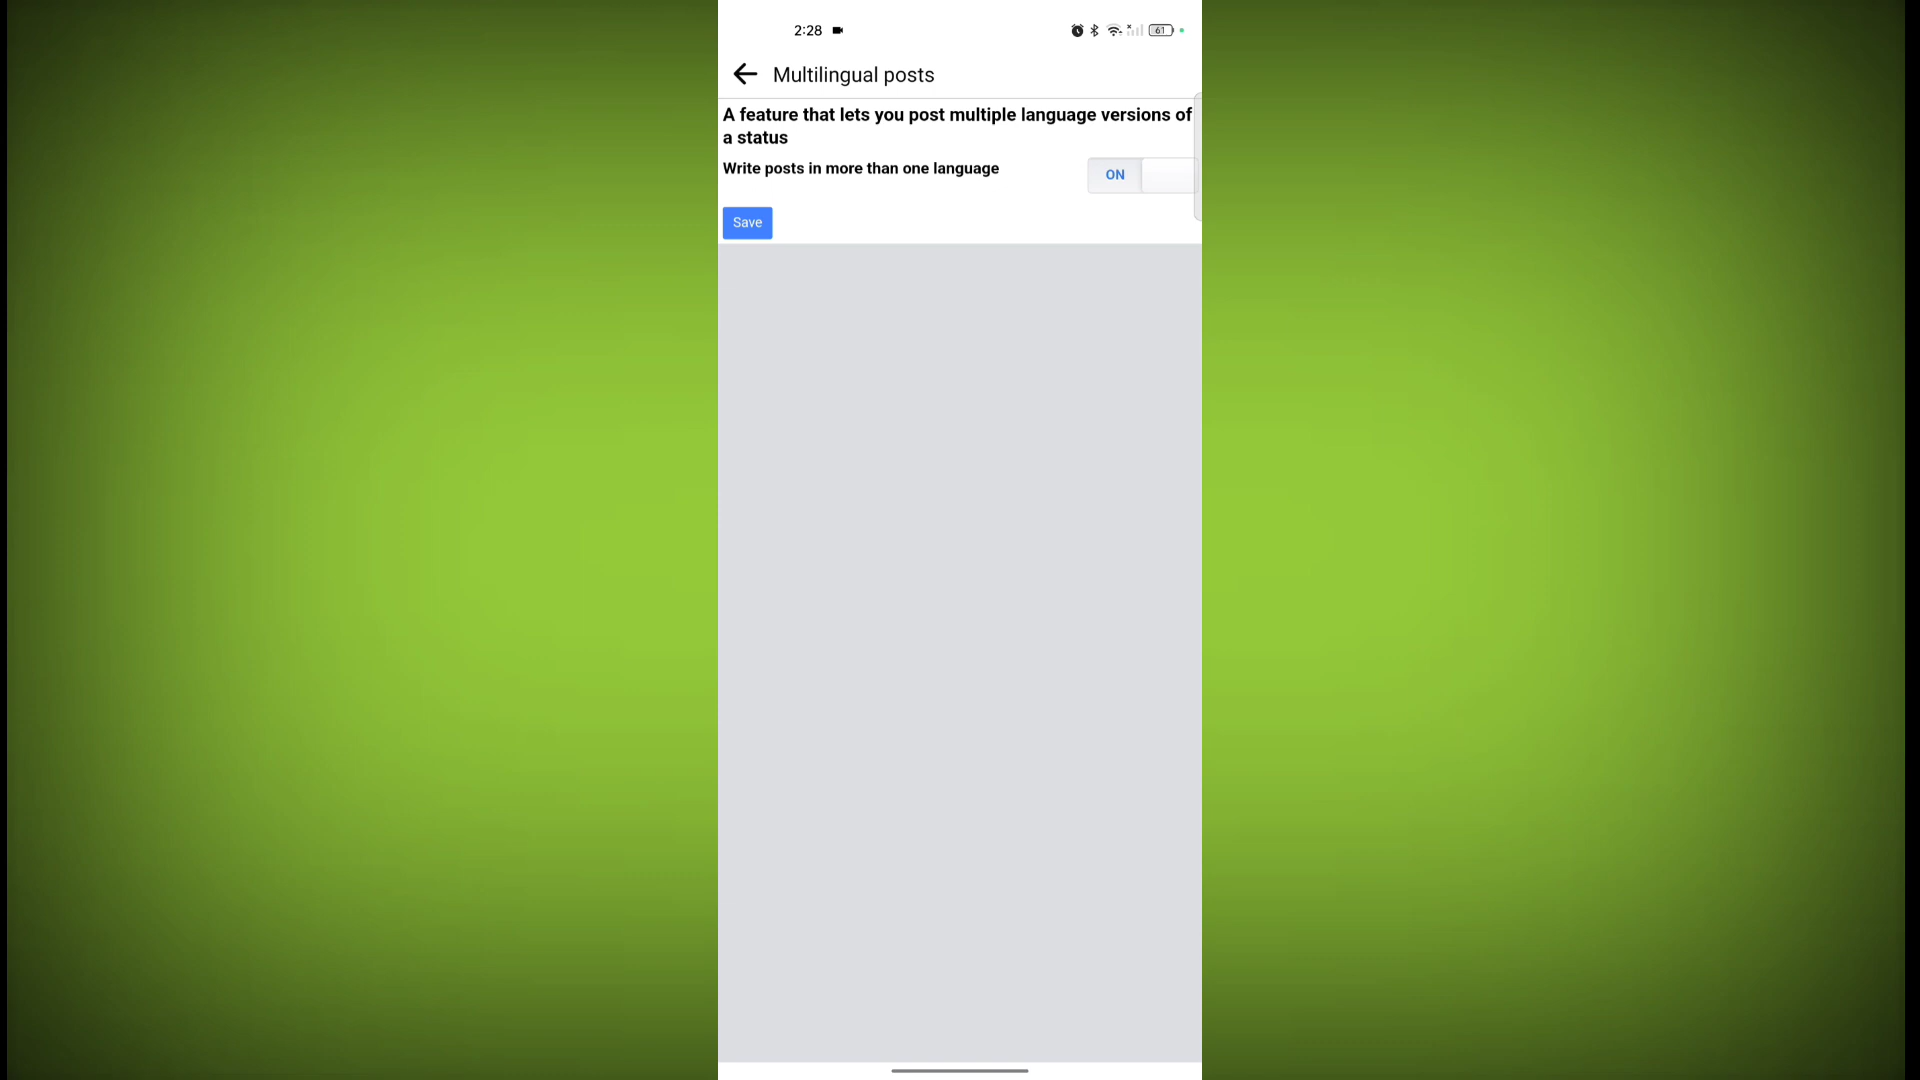 2:28
61
Multilingual posts
A feature that lets you post multiple language versions of
a status
Write posts in more than one language
ON
Save